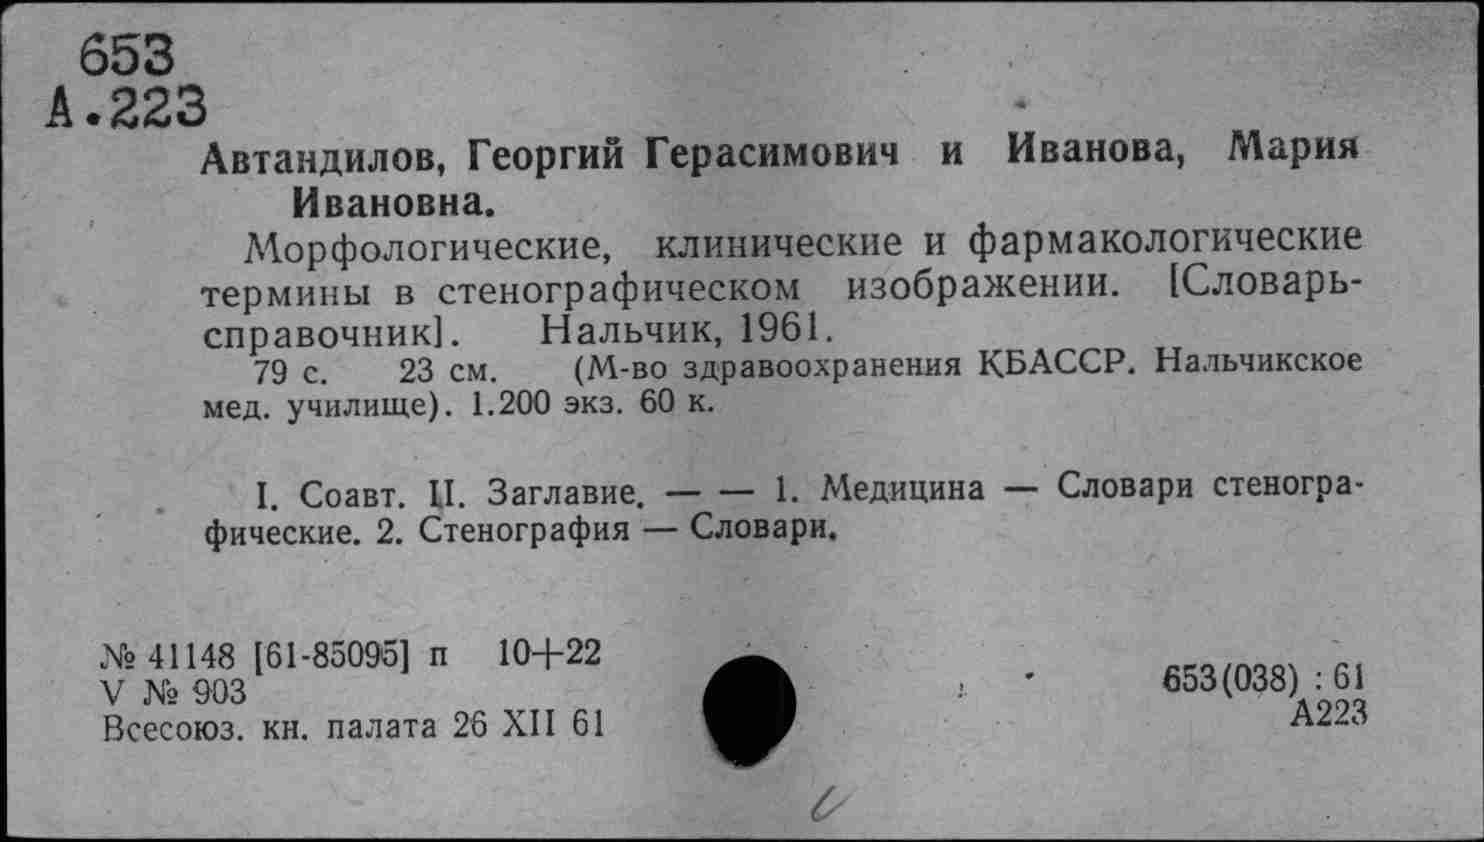 653
А.223
Автандилов, Георгий Герасимович и Иванова, Мария
Ивановна.
Морфологические, клинические и фармакологические
термины в стенографическом изображении. [Словарь-
справочник]. Нальчик, 1961.
79 с. 23 см. (М-во здравоохранения КБАССР. Нальчикское
мед. училище). 1.200 экз. 60 к.
I. Соавт. II. Заглавие. — — 1. Медицина — Словари стеногра-
фические. 2. Стенография — Словари.
№ 41148 [61-85095] п 10+22
V № 903
Всесоюз. кн. палата 26 XII 61
653(038) : 61
А223